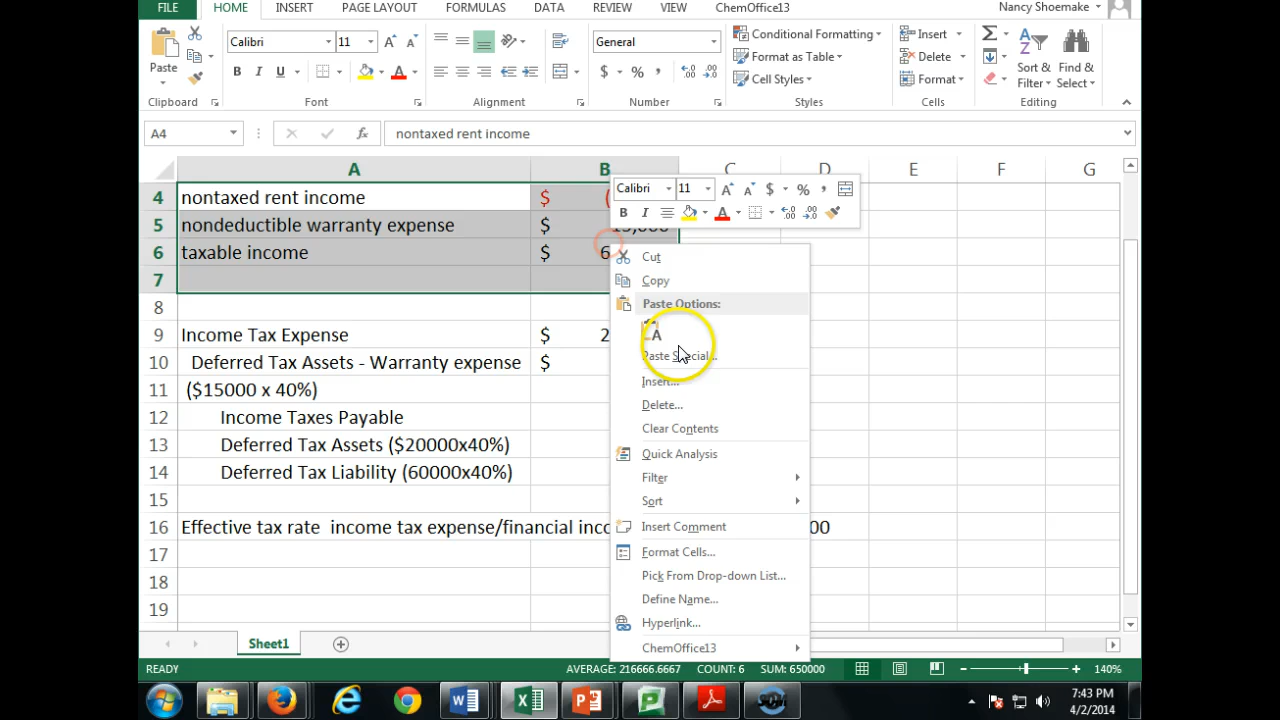 FILE HOME INSERT PAGE LAYOUT FORMULAS DATA REVIEW VIEW ChemOffice13 Nancy Shoemake
Calibri 11 General Conditional Formatting Insert
Paste B I U $ % , Format as Table Delete Sort & Find &
Cell Styles Format Filter Select
Clipboard Font Alignment Number Styles Cells Editing
A4 fx nontaxed rent income
A B C D E F G
4 nontaxed rent income $ (
5 nondeductible warranty expense $ 15,000
6 taxable income $ 6
7
8
9 Income Tax Expense $ 2
10 Deferred Tax Assets - Warranty expense $
11 ($15000 x 40%)
12 Income Taxes Payable
13 Deferred Tax Assets ($20000x40%)
14 Deferred Tax Liability (60000x40%)
15
16 Effective tax rate income tax expense/financial inco 00
17
18
19
Calibri 11 $ % ,
B I A
Cut
Copy
Paste Options:
A
Paste Special...
Insert...
Delete...
Clear Contents
Quick Analysis
Filter
Sort
Insert Comment
Format Cells...
Pick From Drop-down List...
Define Name...
Hyperlink...
ChemOffice13
Sheet1
READY AVERAGE: 216666.6667 COUNT: 6 SUM: 650000 140%
7:43 PM
4/2/2014